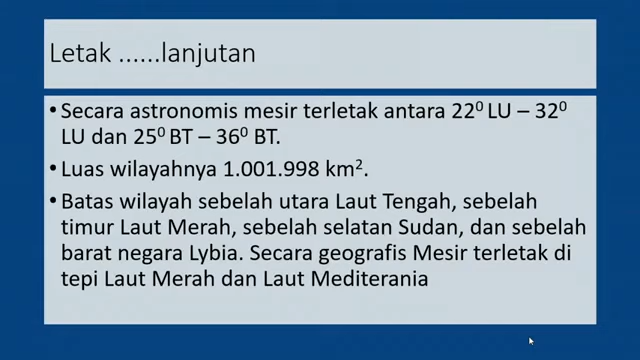 Letak ......lanjutan
• Secara astronomis mesir terletak antara 22⁰ LU – 32⁰
LU dan 25⁰ BT – 36⁰ BT.
• Luas wilayahnya 1.001.998 km².
• Batas wilayah sebelah utara Laut Tengah, sebelah
timur Laut Merah, sebelah selatan Sudan, dan sebelah
barat negara Lybia. Secara geografis Mesir terletak di
tepi Laut Merah dan Laut Mediterania